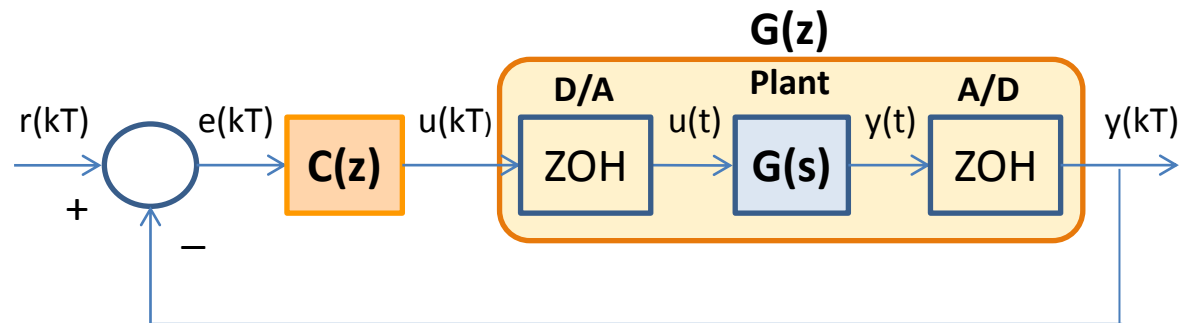 G(z)
D/A Plant A/D
r(kT) e(kT) u(kT) u(t) y(t) y(kT)
C(z) ZOH G(s) ZOH
+
−